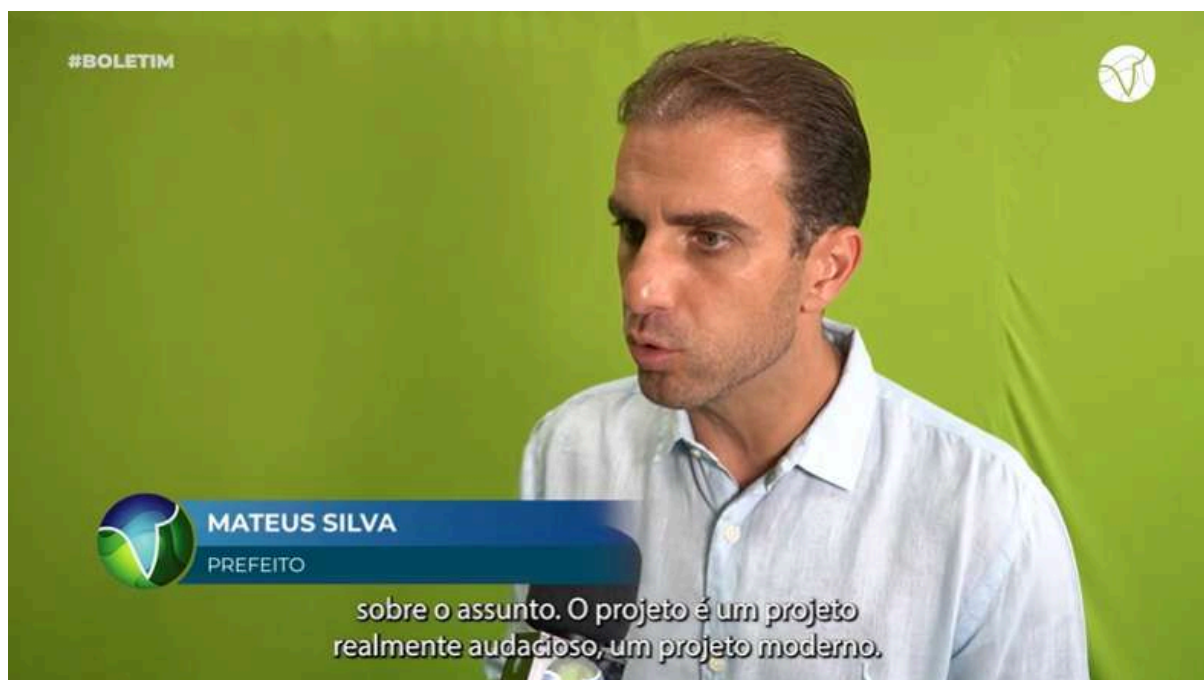 #BOLETIM
MATEUS SILVA
PREFEITO
sobre o assunto. O projeto é um projeto
realmente audacioso, um projeto moderno.